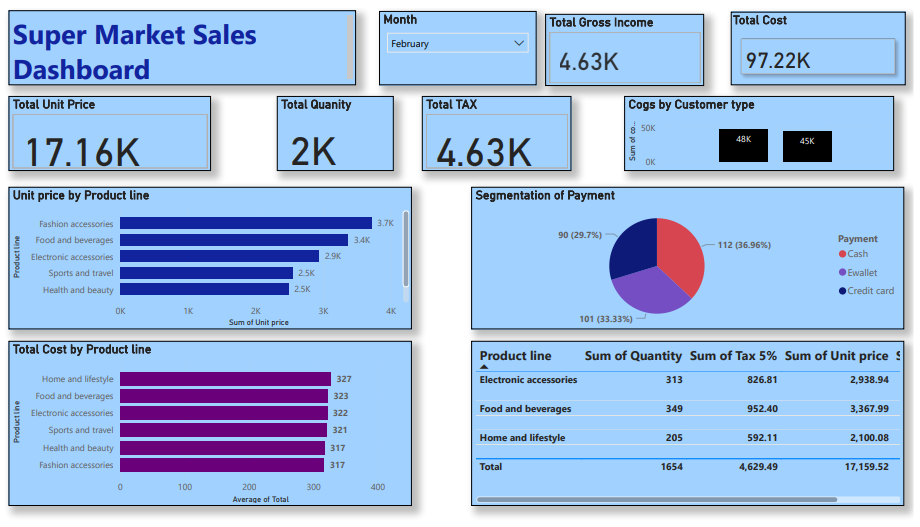 Super Market Sales
Dashboard
Month
February
Total Gross Income
4.63K
Total Cost
97.22K
Total Unit Price
17.16K
Total Quanity
2K
Total TAX
4.63K
Cogs by Customer type
Sum of co...
50K
0K
48K
45K
Unit price by Product line
Product line
Fashion accessories 3.7K
Food and beverages 3.4K
Electronic accessories 2.9K
Sports and travel 2.5K
Health and beauty 2.5K
0K 1K 2K 3K 4K
Sum of Unit price
Segmentation of Payment
90 (29.7%)
112 (36.96%)
101 (33.33%)
Payment
Cash
Ewallet
Credit card
Total Cost by Product line
Product line
Home and lifestyle 327
Food and beverages 323
Electronic accessories 322
Sports and travel 321
Health and beauty 317
Fashion accessories 317
0 100 200 300 400
Average of Total
Product line Sum of Quantity Sum of Tax 5% Sum of Unit price
Electronic accessories 313 826.81 2,938.94
Food and beverages 349 952.40 3,367.99
Home and lifestyle 205 592.11 2,100.08
Total 1654 4,629.49 17,159.52